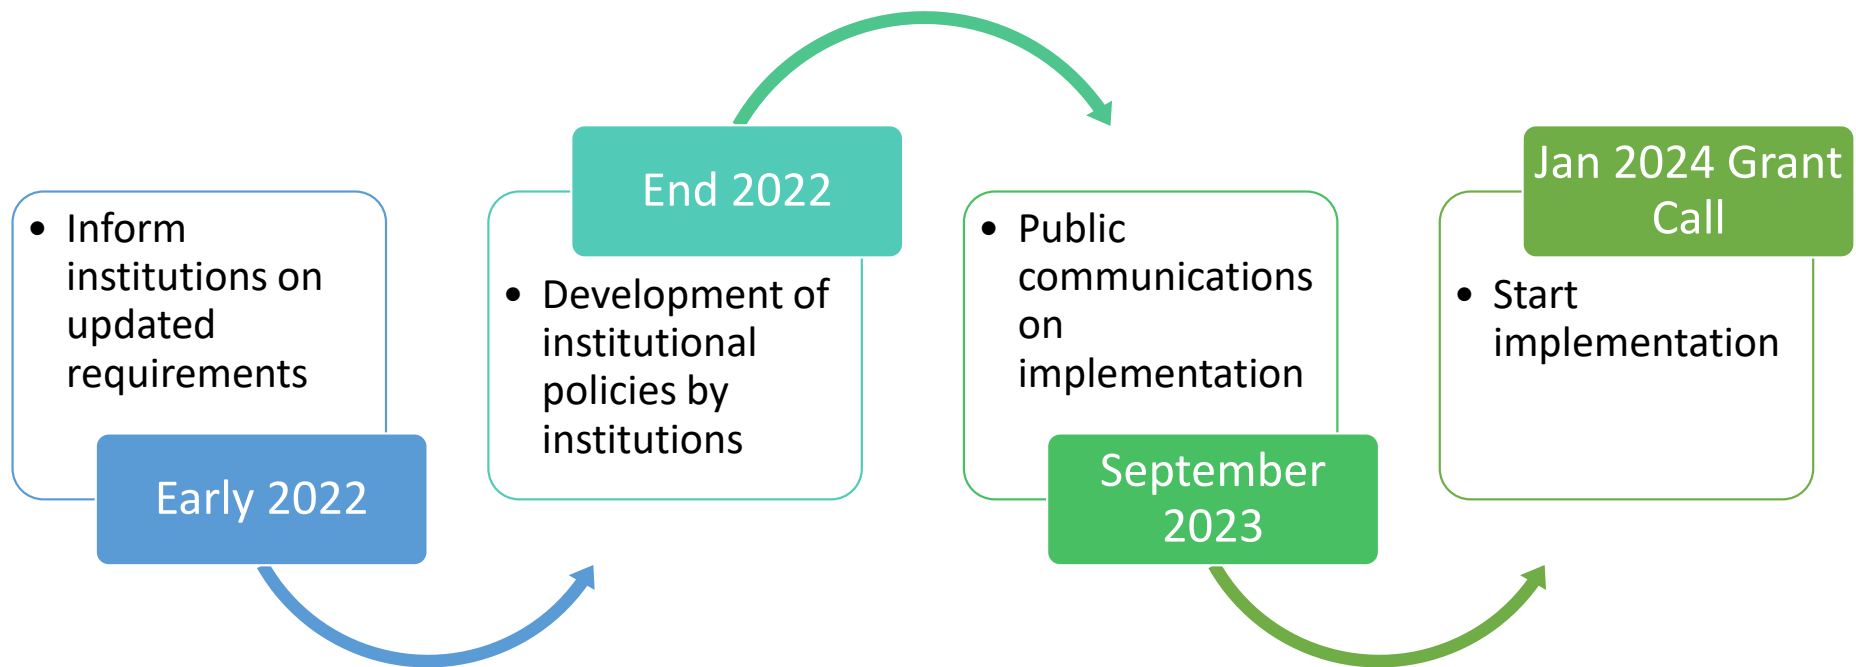 • Inform
institutions on
updated
requirements
Early 2022
End 2022
• Development of
institutional
policies by
institutions
• Public
communications
on
implementation
September
2023
Jan 2024 Grant
Call
• Start
implementation